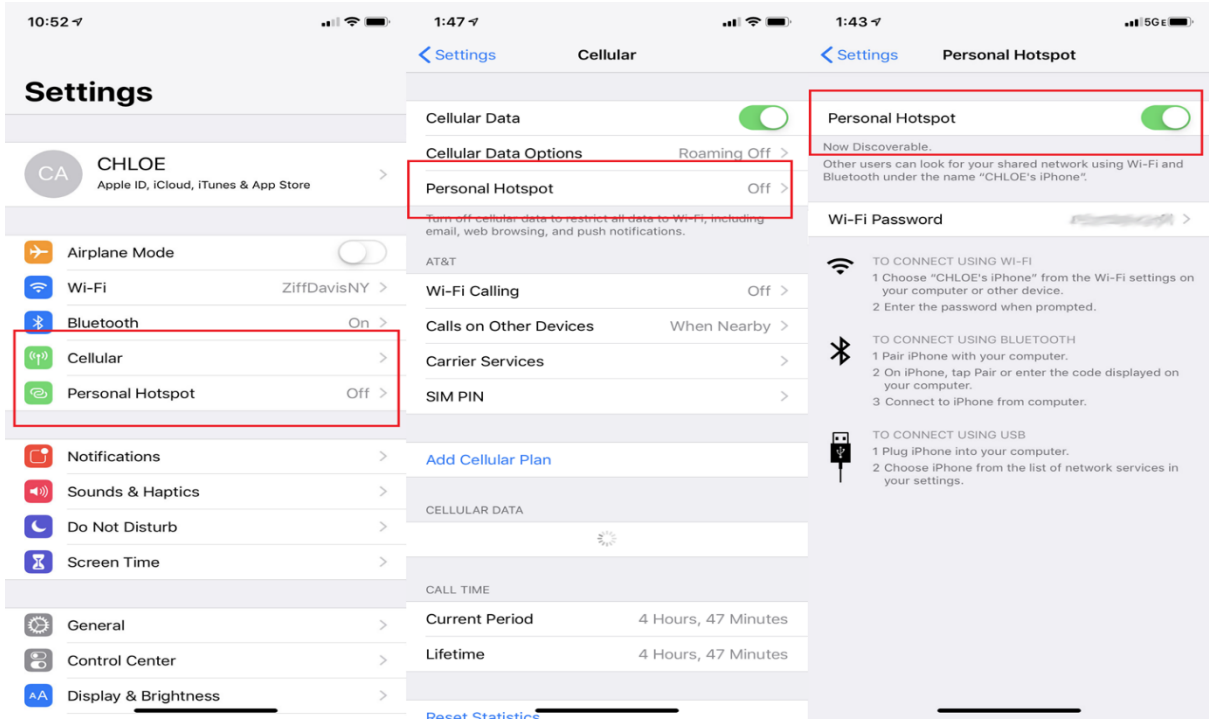 10:52
Settings
CA
CHLOE
Apple ID, iCloud, iTunes & App Store
Airplane Mode
Wi-Fi ZiffDavisNY
Bluetooth On
Cellular
Personal Hotspot Off
Notifications
Sounds & Haptics
Do Not Disturb
Screen Time
General
Control Center
AA Display & Brightness
1:47
Settings Cellular
Cellular Data
Cellular Data Options Roaming Off
Personal Hotspot Off
Turn off cellular data to restrict all data to Wi-Fi, including
email, web browsing, and push notifications.
AT&T
Wi-Fi Calling Off
Calls on Other Devices When Nearby
Carrier Services
SIM PIN
Add Cellular Plan
CELLULAR DATA
CALL TIME
Current Period 4 Hours, 47 Minutes
Lifetime 4 Hours, 47 Minutes
Reset Statistics
1:43 5GE
Settings Personal Hotspot
Personal Hotspot
Now Discoverable.
Other users can look for your shared network using Wi-Fi and
Bluetooth under the name “CHLOE's iPhone”.
Wi-Fi Password
TO CONNECT USING WI-FI
1 Choose “CHLOE's iPhone” from the Wi-Fi settings on
your computer or other device.
2 Enter the password when prompted.
TO CONNECT USING BLUETOOTH
1 Pair iPhone with your computer.
2 On iPhone, tap Pair or enter the code displayed on
your computer.
3 Connect to iPhone from computer.
TO CONNECT USING USB
1 Plug iPhone into your computer.
2 Choose iPhone from the list of network services in
your settings.